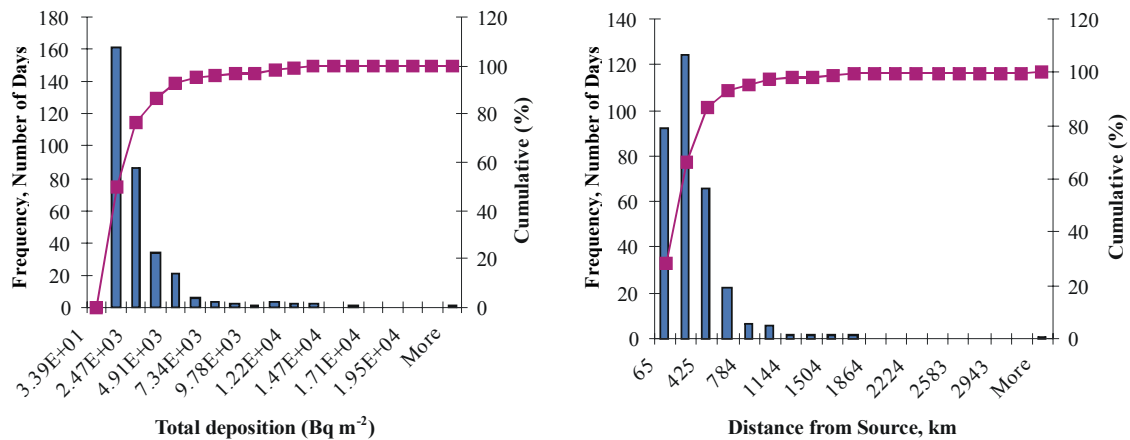 Frequency, Number of Days
180
160
140
120
100
80
60
40
20
0
120
100
80
60
40
20
0
Cumulative (%)
3.39E+01
2.47E+03
4.91E+03
7.34E+03
9.78E+03
1.22E+04
1.47E+04
1.71E+04
1.95E+04
More
Total deposition (Bq m⁻²)
Frequency, Number of Days
140
120
100
80
60
40
20
0
120
100
80
60
40
20
0
Cumulative (%)
65
425
784
1144
1504
1864
2224
2583
2943
More
Distance from Source, km